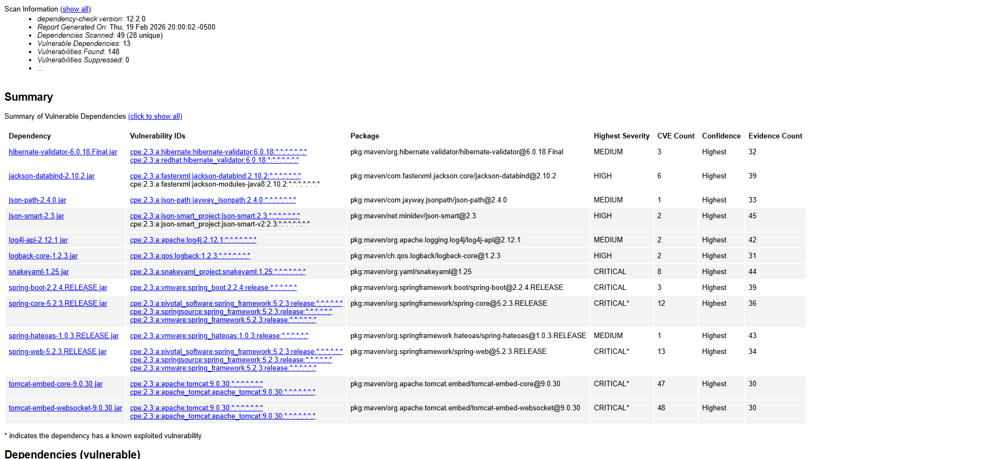 Scan Information (show all):
• dependency-check version: 12.2.0
• Report Generated On: Thu, 19 Feb 2026 20:00:02 -0500
• Dependencies Scanned: 49 (28 unique)
• Vulnerable Dependencies: 13
• Vulnerabilities Found: 148
• Vulnerabilities Suppressed: 0
• ...
Summary
Summary of Vulnerable Dependencies (click to show all)
Dependency Vulnerability IDs Package Highest Severity CVE Count Confidence Evidence Count
hibernate-validator-6.0.18.Final.jar cpe:2.3:a:hibernate:hibernate-validator:6.0.18:*:*:*:*:*:*:* pkg:maven/org.hibernate.validator/hibernate-validator@6.0.18.Final MEDIUM 3 Highest 32
cpe:2.3:a:redhat:hibernate_validator:6.0.18:*:*:*:*:*:*:*
jackson-databind-2.10.2.jar cpe:2.3:a:fasterxml:jackson-databind:2.10.2:*:*:*:*:*:*:* pkg:maven/com.fasterxml.jackson.core/jackson-databind@2.10.2 HIGH 6 Highest 39
cpe:2.3:a:fasterxml:jackson-modules-java8:2.10.2:*:*:*:*:*:*:*
json-path-2.4.0.jar cpe:2.3:a:json-path:jayway_jsonpath:2.4.0:*:*:*:*:*:*:* pkg:maven/com.jayway.jsonpath/json-path@2.4.0 MEDIUM 1 Highest 33
json-smart-2.3.jar cpe:2.3:a:json-smart_project:json-smart:2.3:*:*:*:*:*:*:* pkg:maven/net.minidev/json-smart@2.3 HIGH 2 Highest 45
cpe:2.3:a:json-smart_project:json-smart-v2:2.3:*:*:*:*:*:*:*
log4j-api-2.12.1.jar cpe:2.3:a:apache:log4j:2.12.1:*:*:*:*:*:*:* pkg:maven/org.apache.logging.log4j/log4j-api@2.12.1 MEDIUM 2 Highest 42
logback-core-1.2.3.jar cpe:2.3:a:qos:logback:1.2.3:*:*:*:*:*:*:* pkg:maven/ch.qos.logback/logback-core@1.2.3 HIGH 2 Highest 31
snakeyaml-1.25.jar cpe:2.3:a:snakeyaml_project:snakeyaml:1.25:*:*:*:*:*:*:* pkg:maven/org.yaml/snakeyaml@1.25 CRITICAL 8 Highest 44
spring-boot-2.2.4.RELEASE.jar cpe:2.3:a:vmware:spring_boot:2.2.4:release:*:*:*:*:*:* pkg:maven/org.springframework.boot/spring-boot@2.2.4.RELEASE CRITICAL 3 Highest 39
spring-core-5.2.3.RELEASE.jar cpe:2.3:a:pivotal_software:spring_framework:5.2.3:release:*:*:*:*:*:* pkg:maven/org.springframework/spring-core@5.2.3.RELEASE CRITICAL* 12 Highest 36
cpe:2.3:a:springsource:spring_framework:5.2.3:release:*:*:*:*:*:*
cpe:2.3:a:vmware:spring_framework:5.2.3:release:*:*:*:*:*:*
spring-hateoas-1.0.3.RELEASE.jar cpe:2.3:a:vmware:spring_hateoas:1.0.3:release:*:*:*:*:*:* pkg:maven/org.springframework.hateoas/spring-hateoas@1.0.3.RELEASE MEDIUM 1 Highest 43
spring-web-5.2.3.RELEASE.jar cpe:2.3:a:pivotal_software:spring_framework:5.2.3:release:*:*:*:*:*:* pkg:maven/org.springframework/spring-web@5.2.3.RELEASE CRITICAL* 13 Highest 34
cpe:2.3:a:springsource:spring_framework:5.2.3:release:*:*:*:*:*:*
cpe:2.3:a:vmware:spring_framework:5.2.3:release:*:*:*:*:*:*
tomcat-embed-core-9.0.30.jar cpe:2.3:a:apache:tomcat:9.0.30:*:*:*:*:*:*:* pkg:maven/org.apache.tomcat.embed/tomcat-embed-core@9.0.30 CRITICAL* 47 Highest 30
cpe:2.3:a:apache_tomcat:apache_tomcat:9.0.30:*:*:*:*:*:*:*
tomcat-embed-websocket-9.0.30.jar cpe:2.3:a:apache:tomcat:9.0.30:*:*:*:*:*:*:* pkg:maven/org.apache.tomcat.embed/tomcat-embed-websocket@9.0.30 CRITICAL* 48 Highest 30
cpe:2.3:a:apache_tomcat:apache_tomcat:9.0.30:*:*:*:*:*:*:*
* indicates the dependency has a known exploited vulnerability
Dependencies (vulnerable)